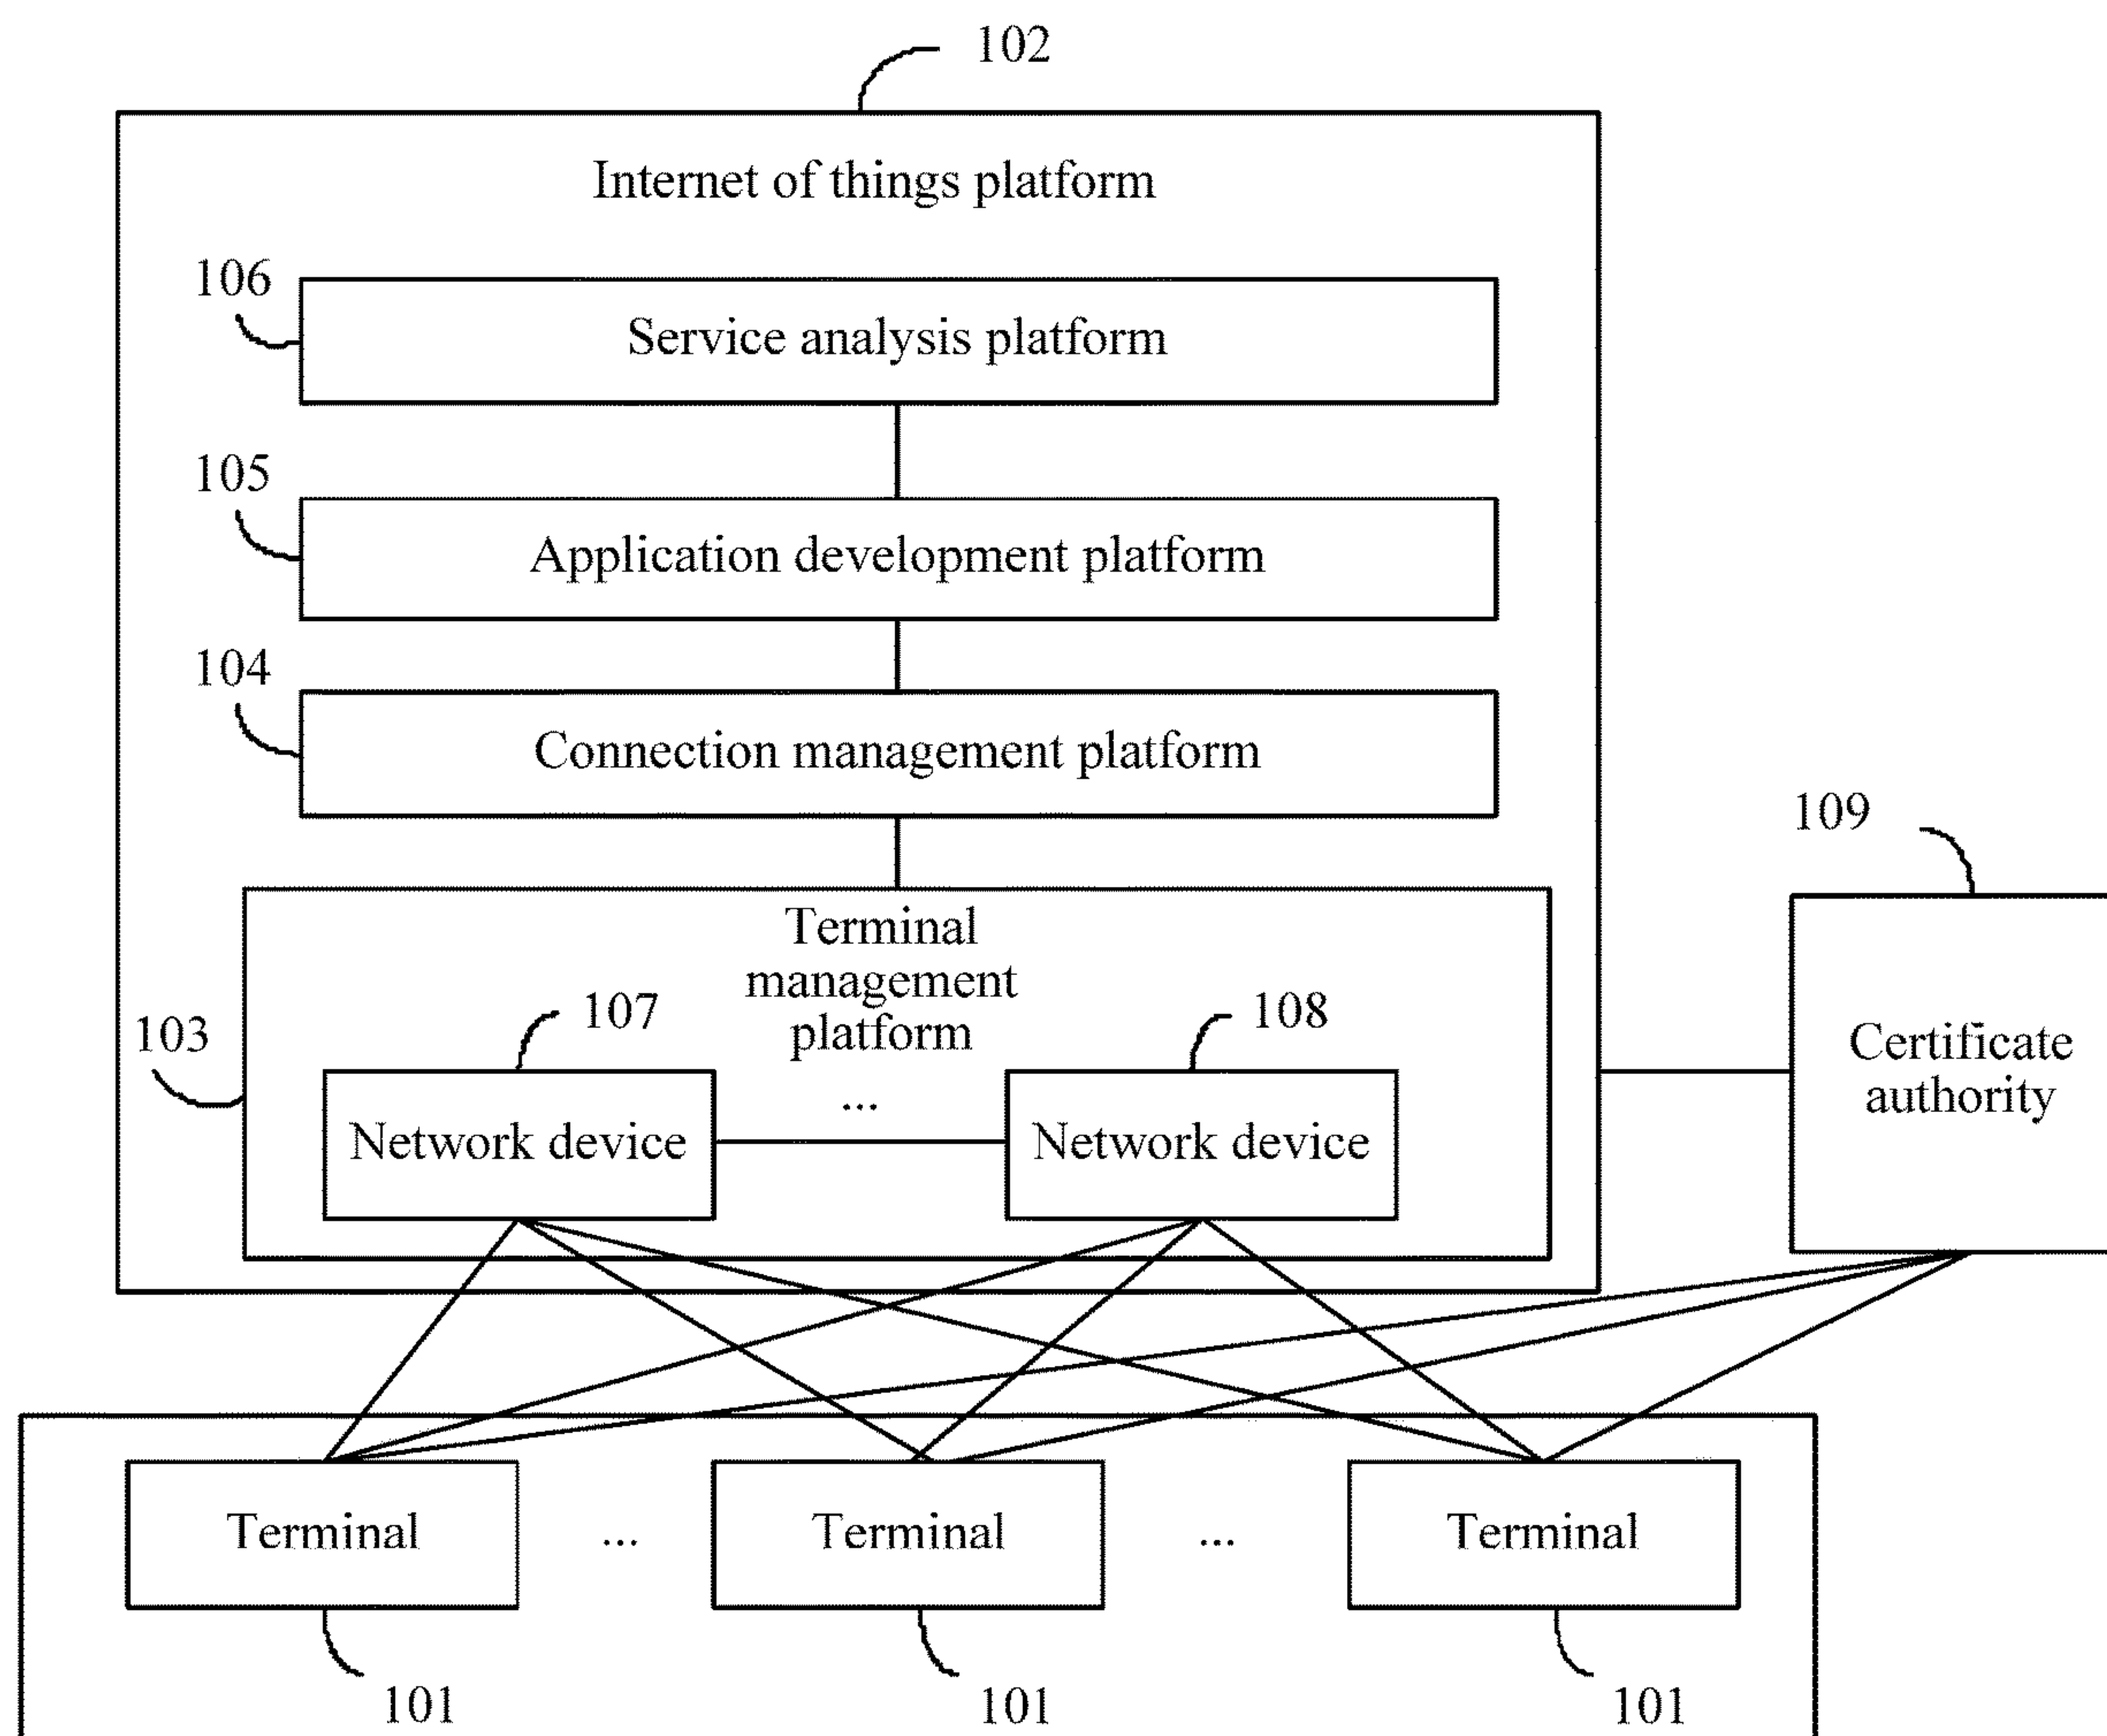 102
Internet of things platform
106
Service analysis platform
105
Application development platform
104
Connection management platform
109
Terminal
management
platform
107
108
103
...
Certificate
authority
Network device
Network device
Terminal
...
Terminal
...
Terminal
101
101
101